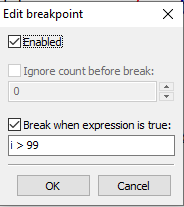 Edit breakpoint
Enabled
Ignore count before break:
0
Break when expression is true:
i > 99
OK
Cancel